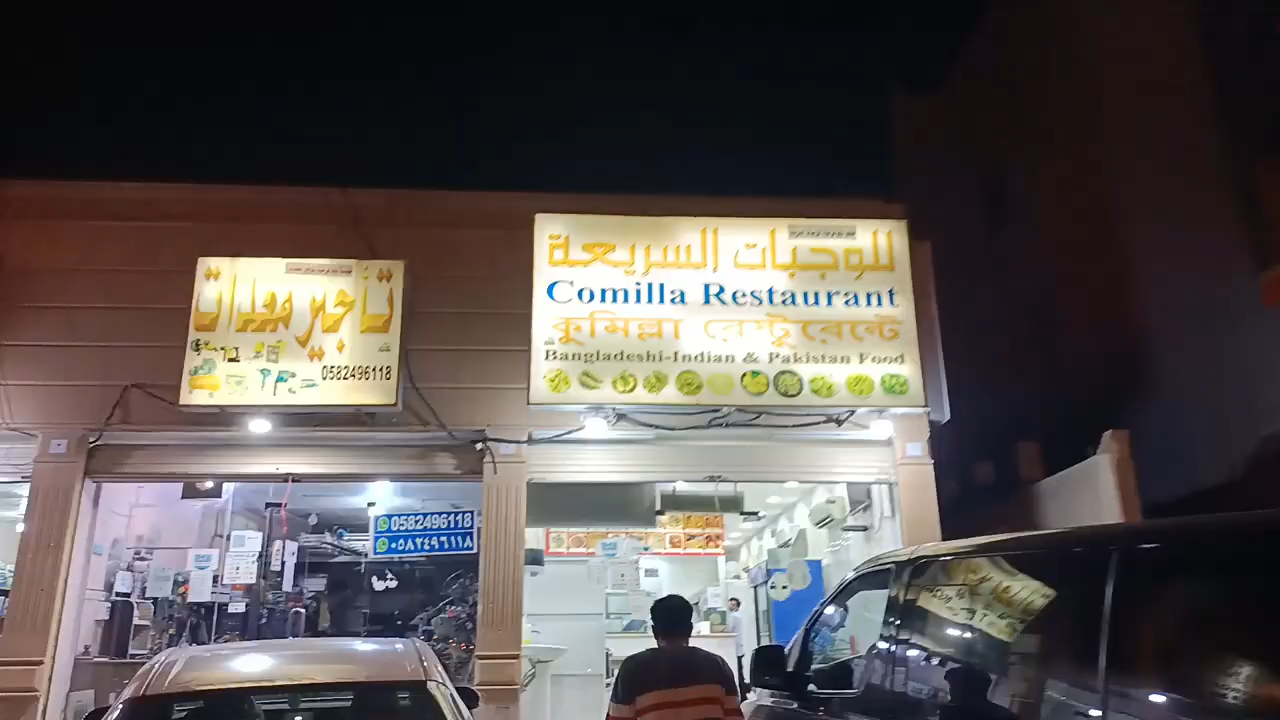 تأجير معدات
0582496118
للوجبات السريعة
Comilla Restaurant
কুমিল্লা রেস্টুরেন্টে
Bangladeshi-Indian & Pakistan Food
0582496118
٠٥٨٢٤٩٦١١٨